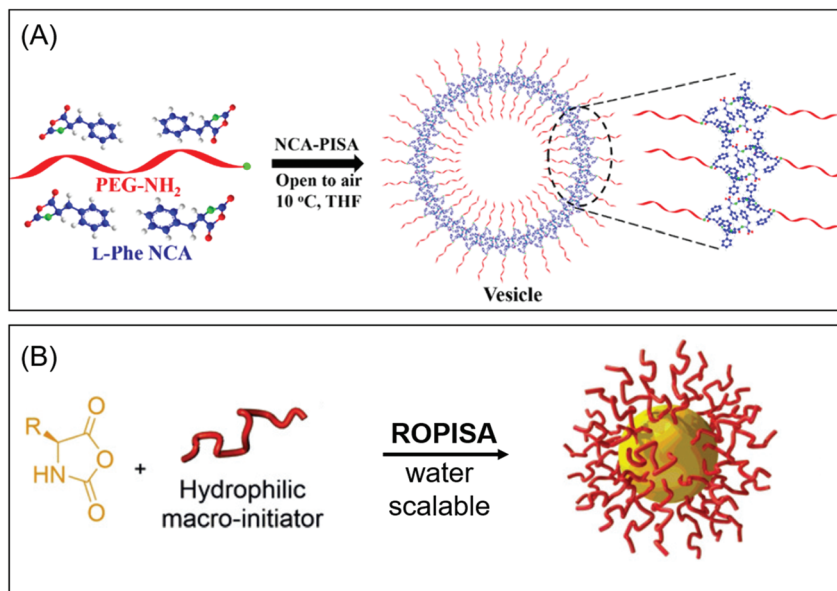 (A)
NCA-PISA
Open to air
10 °C, THF
PEG-NH₂
L-Phe NCA
Vesicle
(B)
R
O
O
HN
O
+
Hydrophilic
macro-initiator
ROPISA
water
scalable